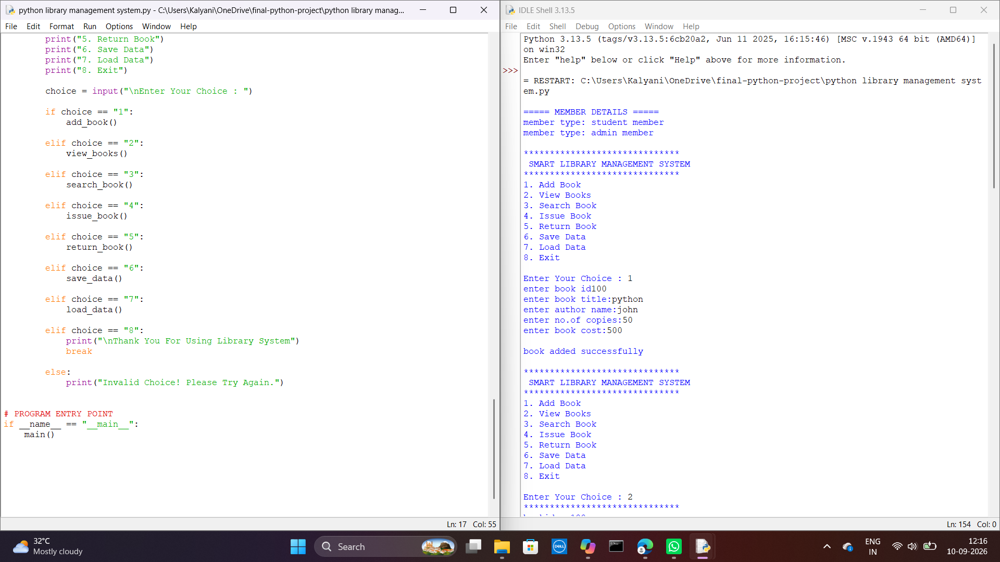 python library management system.py - C:\Users\Kalyani\OneDrive\final-python-project\python library manag...
File Edit Format Run Options Window Help
        print("5. Return Book")
        print("6. Save Data")
        print("7. Load Data")
        print("8. Exit")
        choice = input("\nEnter Your Choice : ")
        if choice == "1":
            add_book()
        elif choice == "2":
            view_books()
        elif choice == "3":
            search_book()
        elif choice == "4":
            issue_book()
        elif choice == "5":
            return_book()
        elif choice == "6":
            save_data()
        elif choice == "7":
            load_data()
        elif choice == "8":
            print("\nThank You For Using Library System")
            break
        else:
            print("Invalid Choice! Please Try Again.")
# PROGRAM ENTRY POINT
if __name__ == "__main__":
    main()
Ln: 17 Col: 55
IDLE Shell 3.13.5
File Edit Shell Debug Options Window Help
Python 3.13.5 (tags/v3.13.5:6cb20a2, Jun 11 2025, 16:15:46) [MSC v.1943 64 bit (AMD64)]
on win32
Enter "help" below or click "Help" above for more information.
>>>
= RESTART: C:\Users\Kalyani\OneDrive\final-python-project\python library management syst
em.py
===== MEMBER DETAILS =====
member type: student member
member type: admin member
******************************
 SMART LIBRARY MANAGEMENT SYSTEM
******************************
1. Add Book
2. View Books
3. Search Book
4. Issue Book
5. Return Book
6. Save Data
7. Load Data
8. Exit
Enter Your Choice : 1
enter book id100
enter book title:python
enter author name:john
enter no.of copies:50
enter book cost:500
book added successfully
******************************
 SMART LIBRARY MANAGEMENT SYSTEM
******************************
1. Add Book
2. View Books
3. Search Book
4. Issue Book
5. Return Book
6. Save Data
7. Load Data
8. Exit
Enter Your Choice : 2
******************************
Ln: 154 Col: 0
32°C
Mostly cloudy
Search
DELL
ENG
IN
12:16
10-09-2026